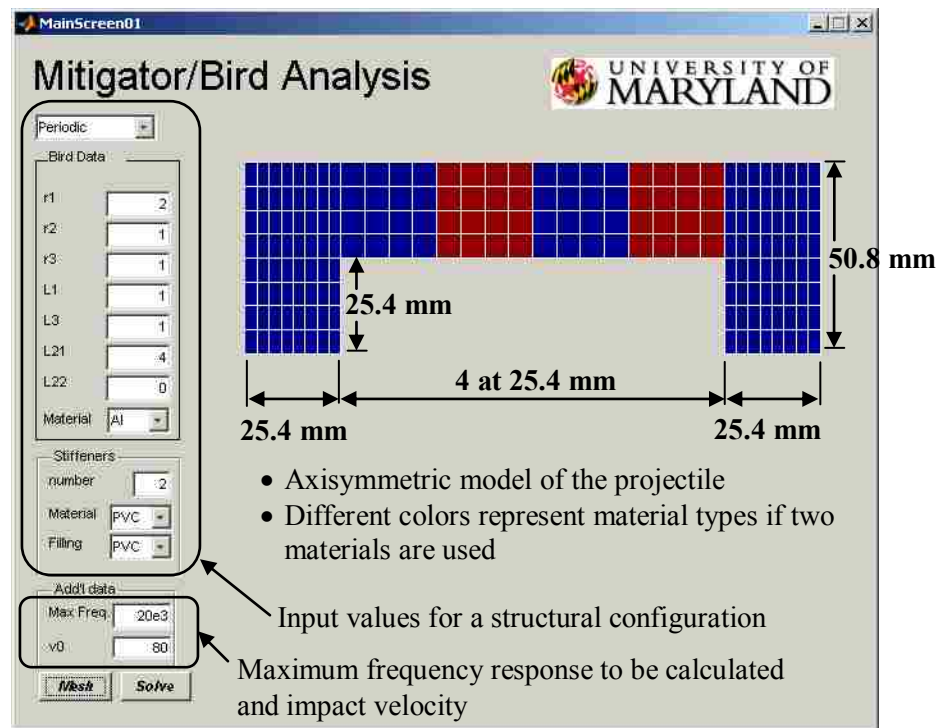 MainScreen01
Mitigator/Bird Analysis
UNIVERSITY OF
MARYLAND
Periodic
Bird Data
r1 2
r2 1
r3 1
L1 1
L3 1
L21 4
L22 0
Material Al
Stiffeners
number 2
Material PVC
Filling PVC
Add'l data
Max Freq. 20e3
v0 80
Mesh Solve
50.8 mm
25.4 mm
4 at 25.4 mm
25.4 mm
25.4 mm
• Axisymmetric model of the projectile
• Different colors represent material types if two
materials are used
Input values for a structural configuration
Maximum frequency response to be calculated
and impact velocity